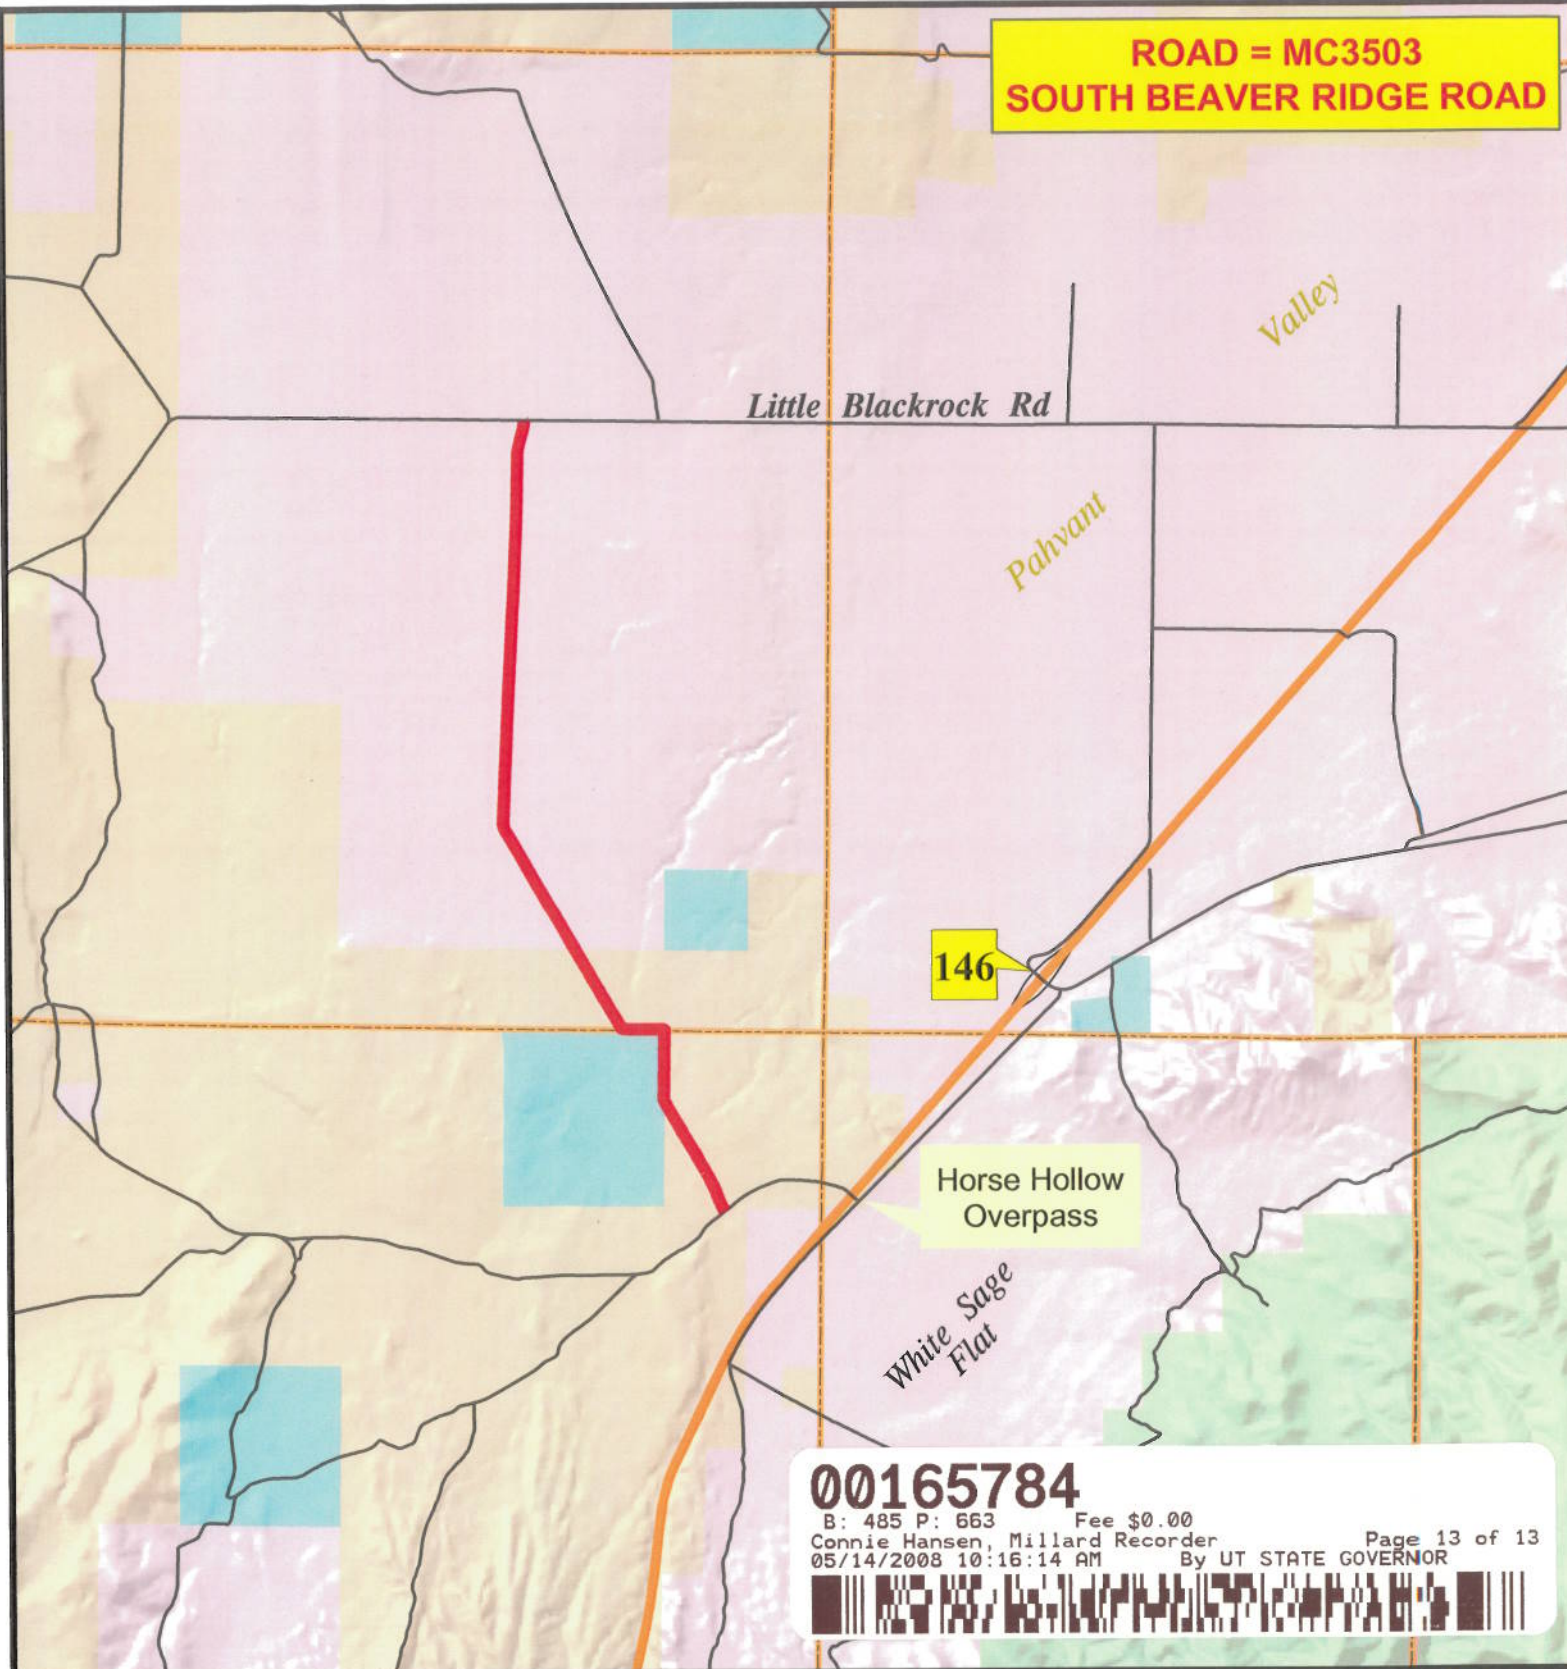 ROAD = MC3503
SOUTH BEAVER RIDGE ROAD
Valley
Little Blackrock Rd
Pahvant
146
Horse Hollow
Overpass
White Sage
Flat
00165784
B: 485 P: 663 Fee $0.00
Connie Hansen, Millard Recorder Page 13 of 13
05/14/2008 10:16:14 AM By UT STATE GOVERNOR